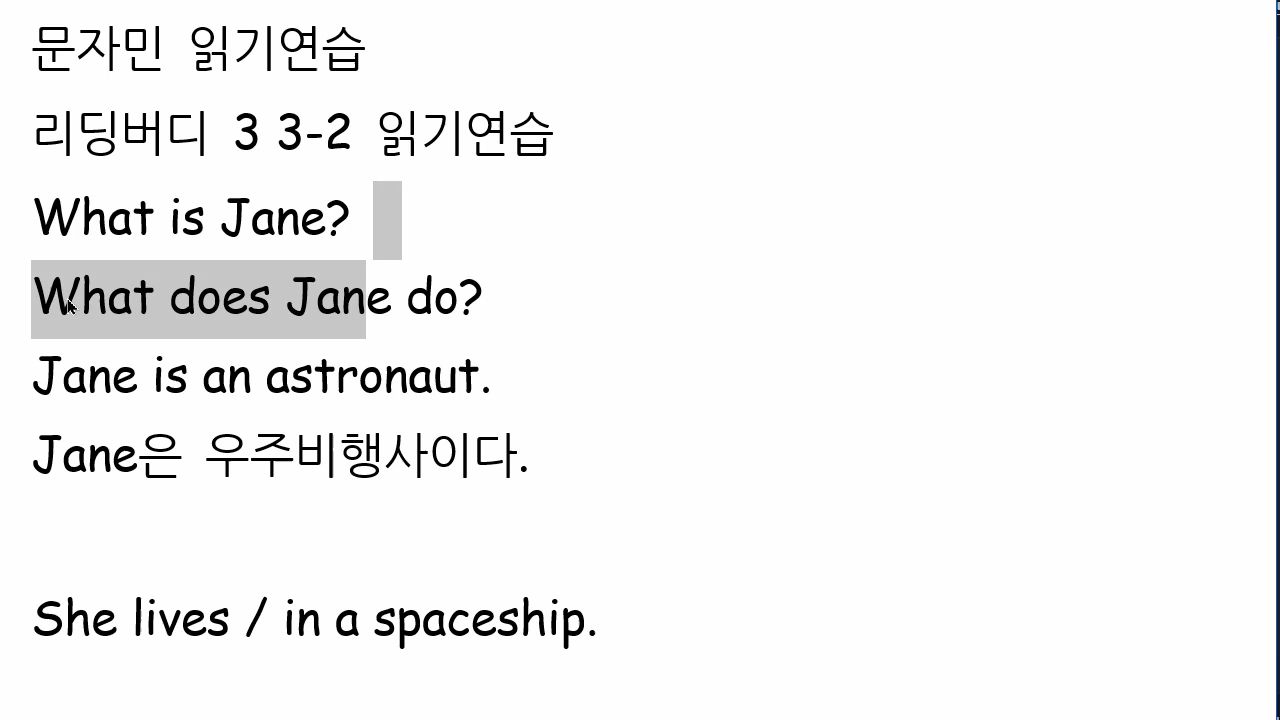 문자민 읽기연습
리딩버디 3 3-2 읽기연습
What is Jane?
What does Jane do?
Jane is an astronaut.
Jane은 우주비행사이다.
She lives / in a spaceship.